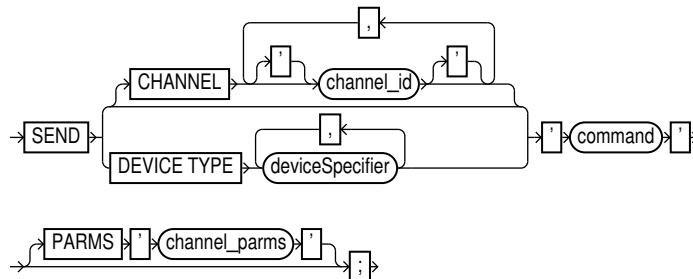 ,
CHANNEL ' channel_id '
SEND
,
DEVICE TYPE deviceSpecifier
' command '
PARMS ' channel_parms '
;